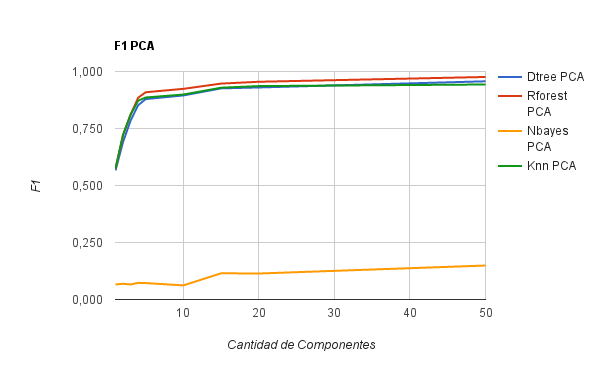 F1 PCA
1,000
0,750
0,500
0,250
0,000
F1
10
20
30
40
50
Cantidad de Componentes
Dtree PCA
Rforest
PCA
Nbayes
PCA
Knn PCA